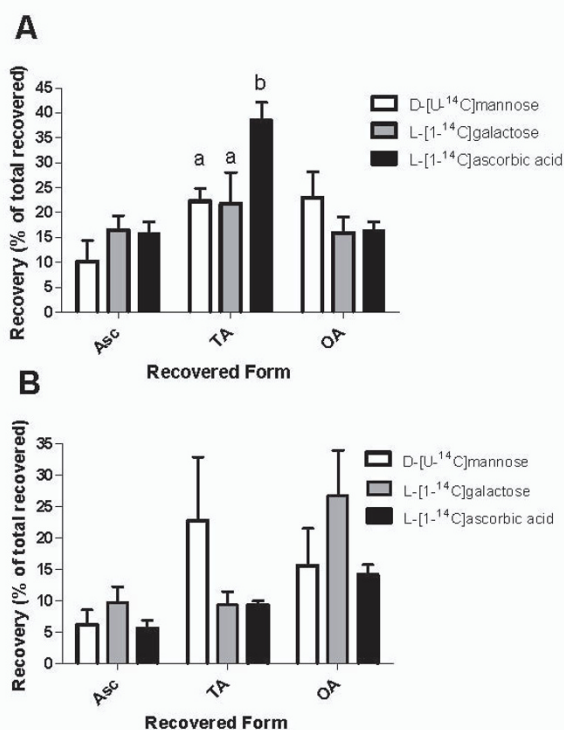 A
Recovery (% of total recovered)
45
40
35
30
25
20
15
10
5
0
a
a
b
D-[U-¹⁴C]mannose
L-[1-¹⁴C]galactose
L-[1-¹⁴C]ascorbic acid
Asc
TA
OA
Recovered Form
B
Recovery (% of total recovered)
35
30
25
20
15
10
5
0
D-[U-¹⁴C]mannose
L-[1-¹⁴C]galactose
L-[1-¹⁴C]ascorbic acid
Asc
TA
OA
Recovered Form